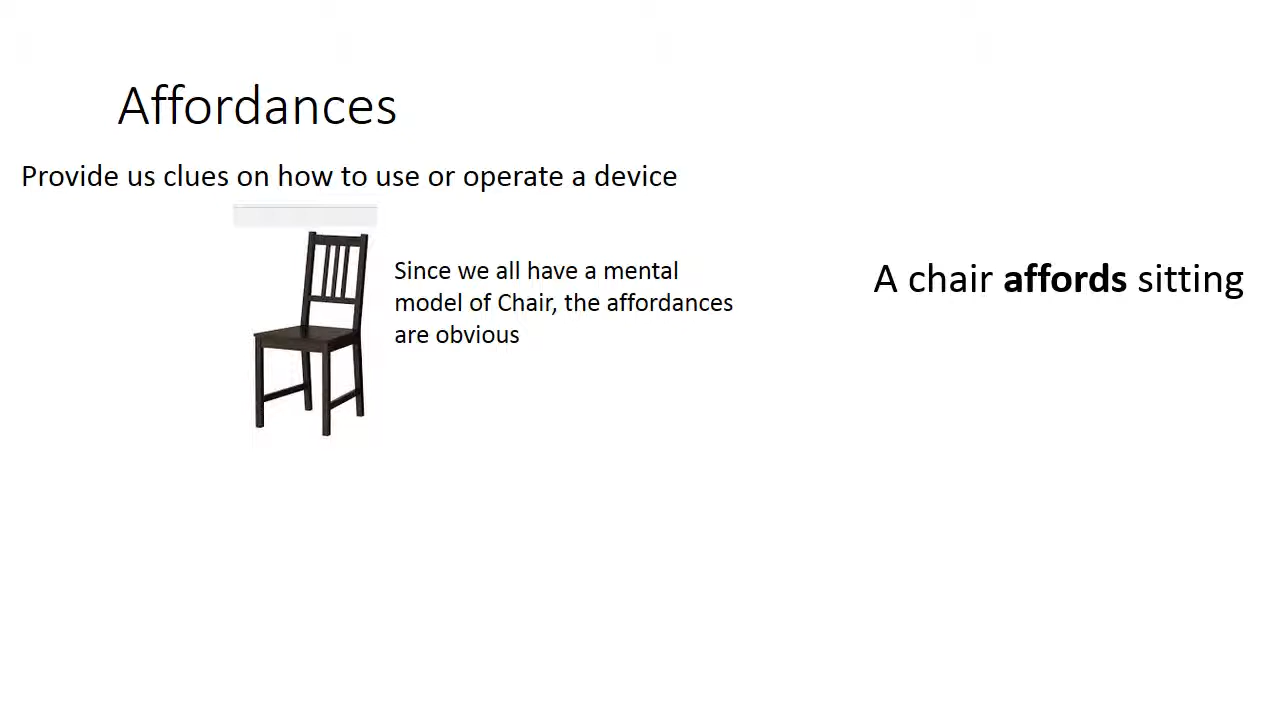 Affordances
Provide us clues on how to use or operate a device
Since we all have a mental
model of Chair, the affordances
are obvious
A chair affords sitting